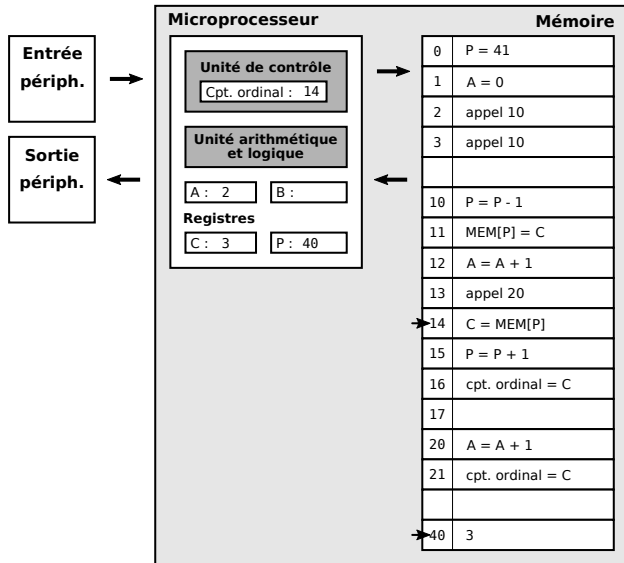 Microprocesseur
Mémoire
Entrée
périph.
Sortie
périph.
Unité de contrôle
Cpt. ordinal : 14
Unité arithmétique
et logique
A : 2
B :
Registres
C : 3
P : 40
0 P = 41
1 A = 0
2 appel 10
3 appel 10
10 P = P - 1
11 MEM[P] = C
12 A = A + 1
13 appel 20
14 C = MEM[P]
15 P = P + 1
16 cpt. ordinal = C
17
20 A = A + 1
21 cpt. ordinal = C
40 3